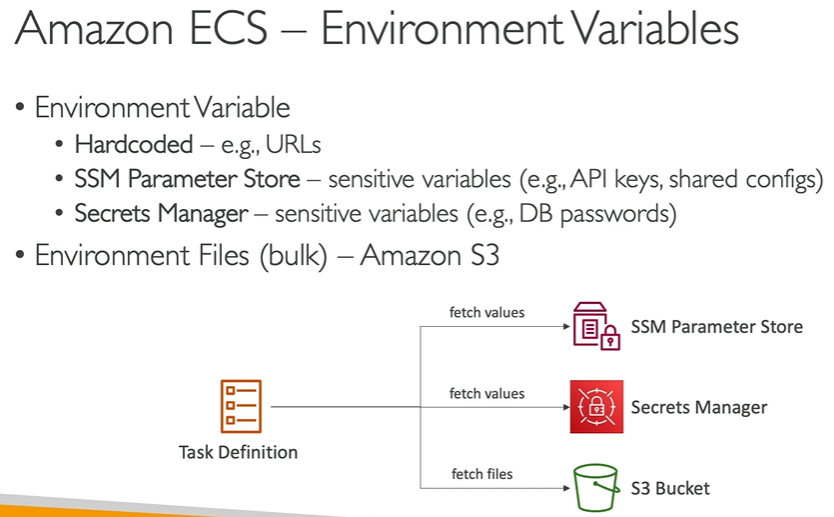 Amazon ECS – Environment Variables
• Environment Variable
• Hardcoded – e.g., URLs
• SSM Parameter Store – sensitive variables (e.g., API keys, shared configs)
• Secrets Manager – sensitive variables (e.g., DB passwords)
• Environment Files (bulk) – Amazon S3
fetch values
SSM Parameter Store
fetch values
Secrets Manager
Task Definition
fetch files
S3 Bucket